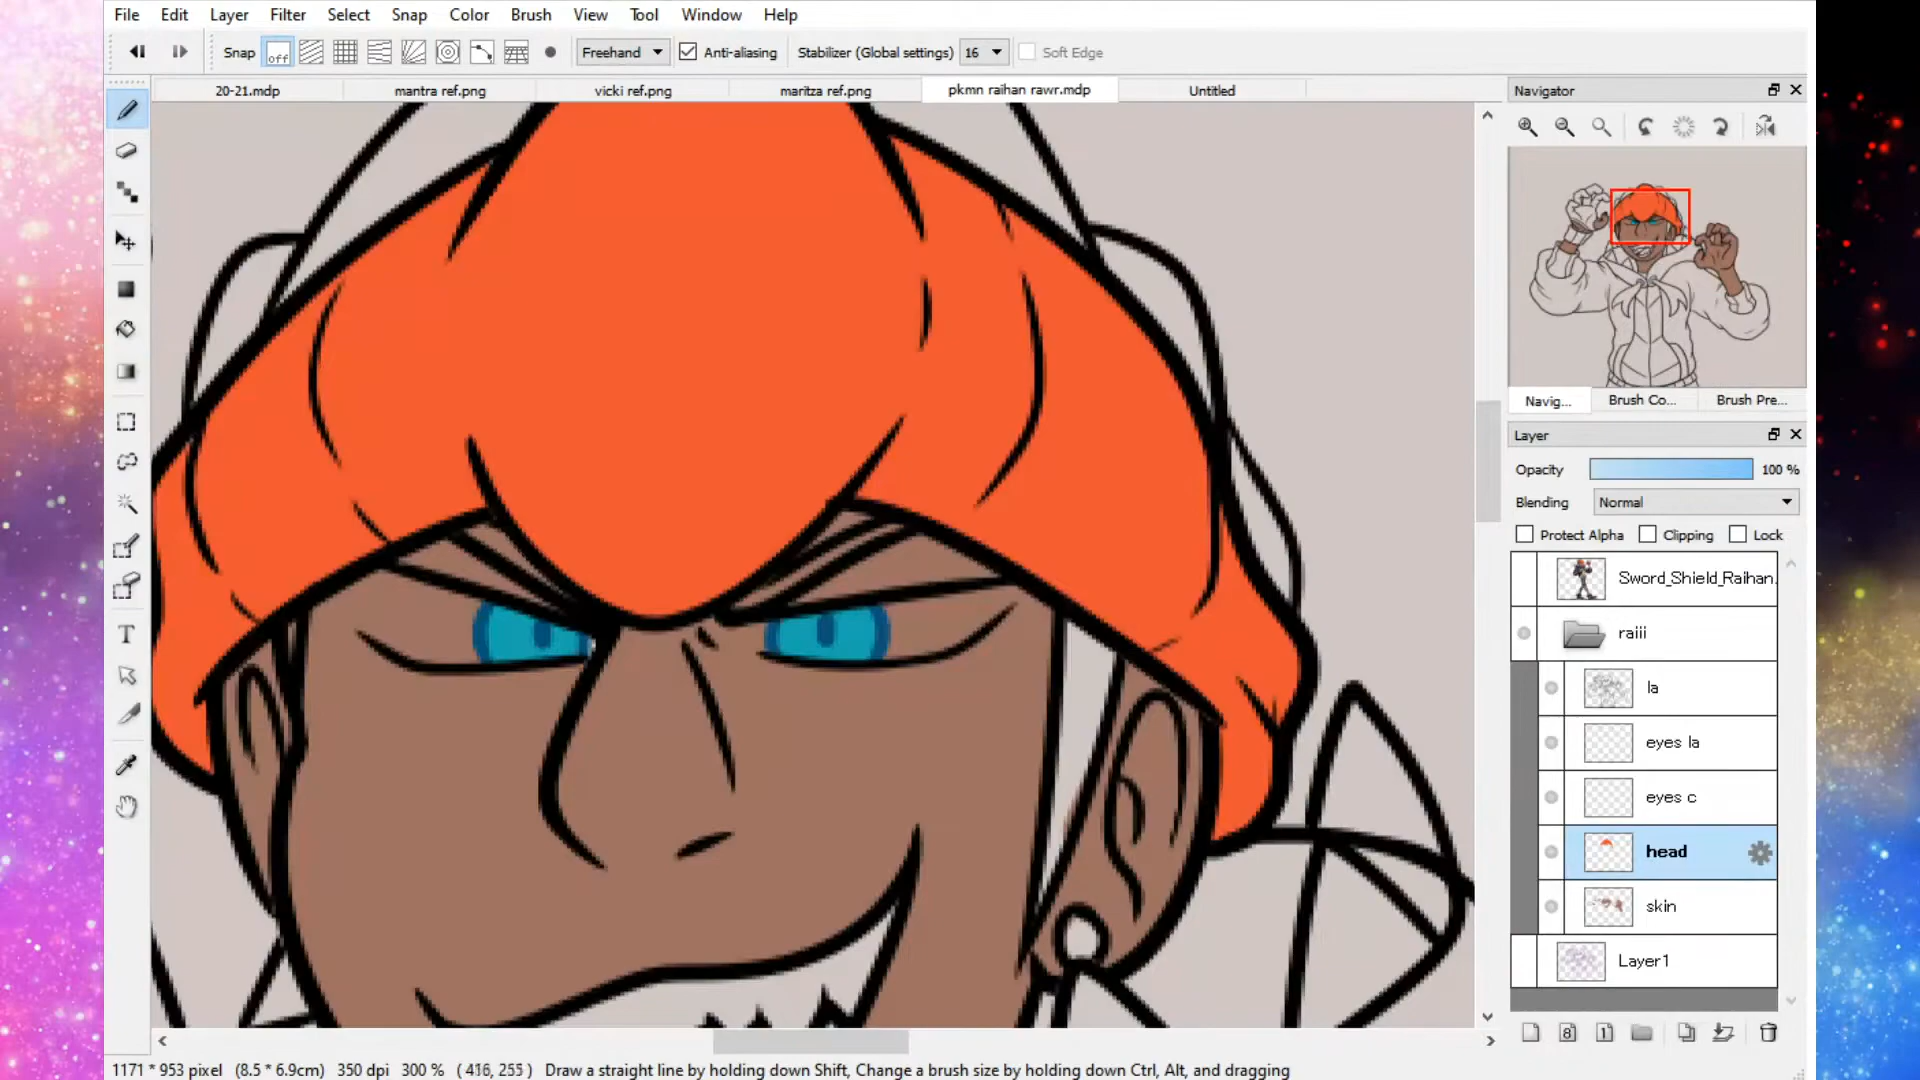 File Edit Layer Filter Select Snap Color Brush View Tool Window Help
Snap off Freehand Anti-aliasing Stabilizer (Global settings) 16 Soft Edge
20-21.mdp mantra ref.png vicki ref.png maritza ref.png pkmn raihan rawr.mdp Untitled
Navigator
Navig... Brush Co... Brush Pre...
Layer
Opacity 100 %
Blending Normal
Protect Alpha Clipping Lock
Sword_Shield_Raihan.
raiii
la
eyes la
eyes c
head
skin
Layer1
8 1
T
1171 * 953 pixel (8.5 * 6.9cm) 350 dpi 300 % ( 416, 255 ) Draw a straight line by holding down Shift, Change a brush size by holding down Ctrl, Alt, and dragging